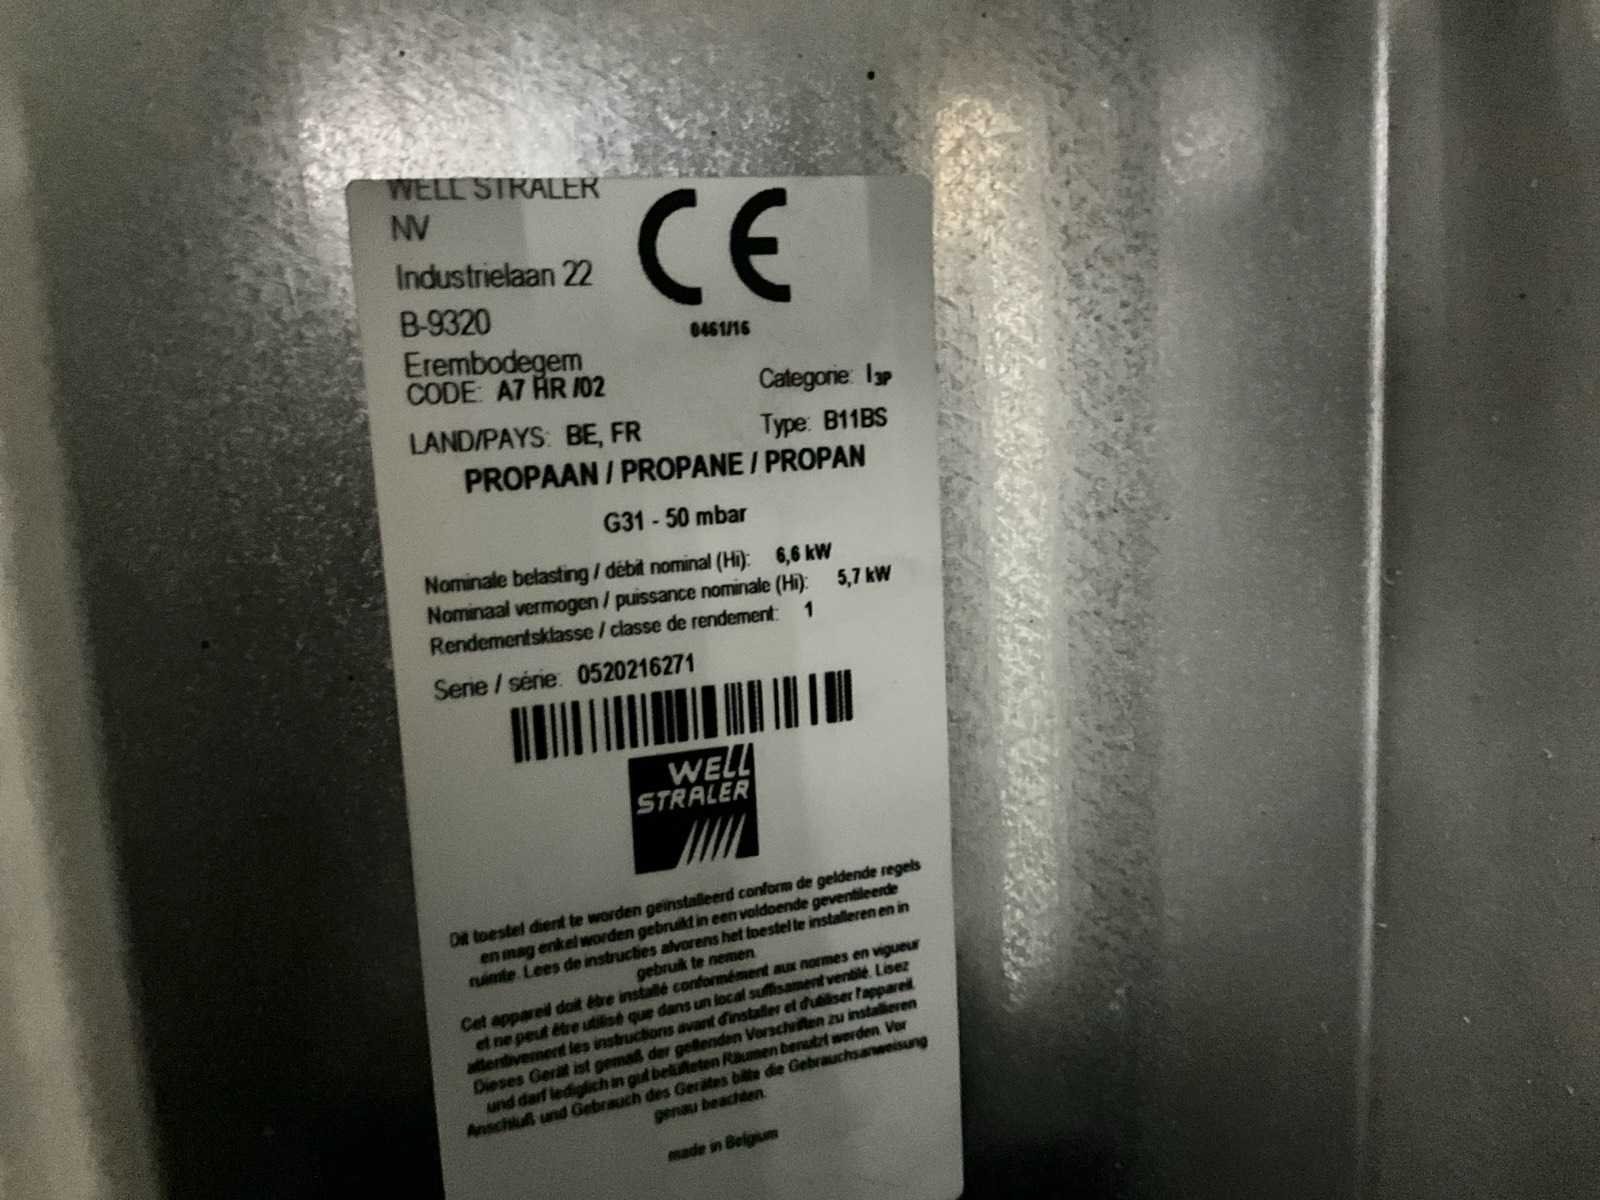 WELL STRALER
NV
Industrielaan 22
B-9320
Erembodegem
CE
0461/16
CODE: A7 HR /02
Categorie: I3P
LAND/PAYS: BE, FR
Type: B11BS
PROPAAN / PROPANE / PROPAN
G31 - 50 mbar
Nominale belasting / débit nominal (Hi): 6,6 kW
Nominaal vermogen / puissance nominale (Hi): 5,7 kW
Rendementsklasse / classe de rendement: 1
Serie / série: 0520216271
WELL
STRALER
Dit toestel dient te worden geïnstalleerd conform de geldende regels
en mag enkel worden gebruikt in een voldoende geventileerde
ruimte. Lees de instructies alvorens het toestel te installeren en in
gebruik te nemen.
Cet appareil doit être installé conformément aux normes en vigueur
et ne peut être utilisé que dans un local suffisament ventilé. Lisez
attentivement les instructions avant d'installer et d'utiliser l'appareil.
Dieses Gerät ist gemäß der geltenden Vorschriften zu installieren
und darf lediglich in gut belüfteten Räumen benutzt werden. Vor
Anschluß und Gebrauch des Gerätes bitte die Gebrauchsanweisung
genau beachten.
made in Belgium